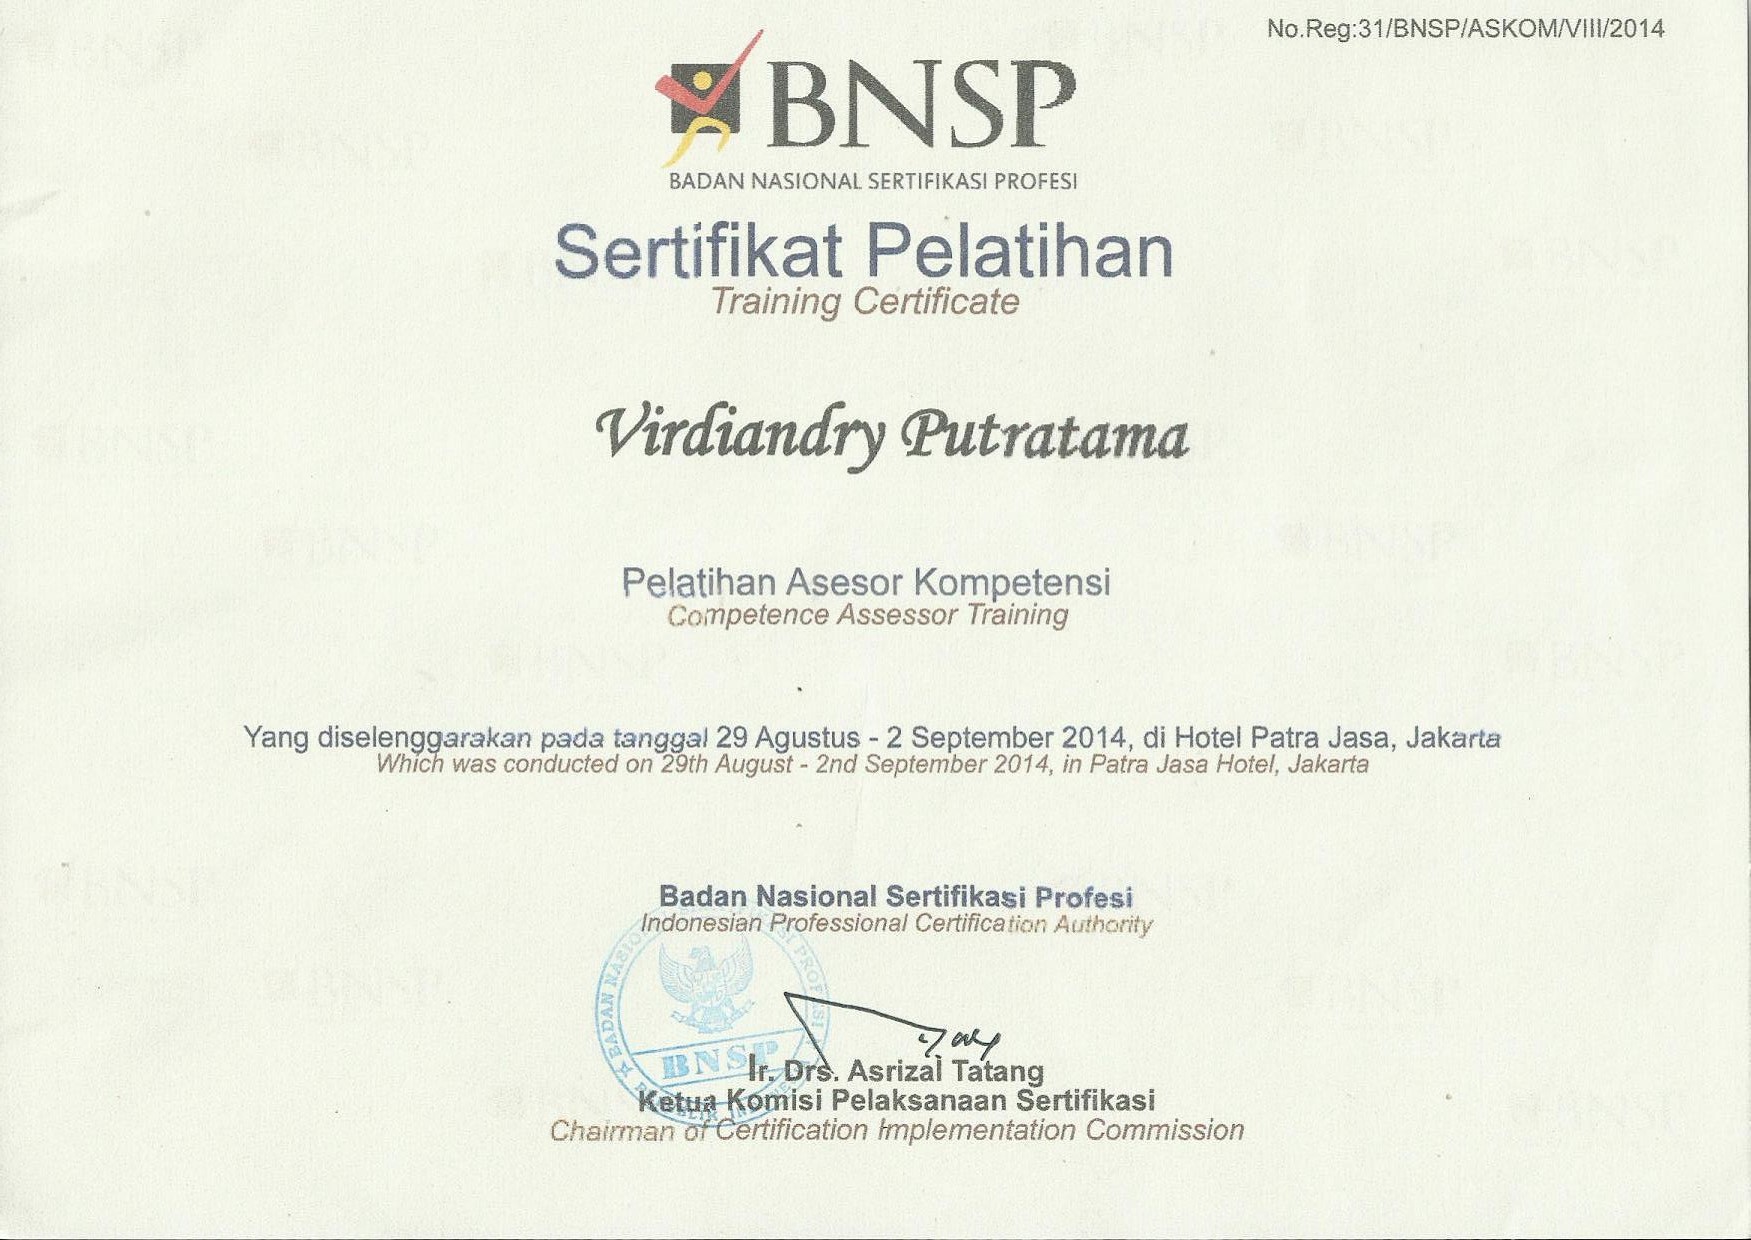 No.Reg:31/BNSP/ASKOM/VIII/2014
BNSP
BADAN NASIONAL SERTIFIKASI PROFESI
Sertifikat Pelatihan
Training Certificate
Virdiandry Putratama
Pelatihan Asesor Kompetensi
Competence Assessor Training
Yang diselenggarakan pada tanggal 29 Agustus - 2 September 2014, di Hotel Patra Jasa, Jakarta
Which was conducted on 29th August - 2nd September 2014, in Patra Jasa Hotel, Jakarta
Badan Nasional Sertifikasi Profesi
Indonesian Professional Certification Authority
BADAN NASIONAL SERTIFIKASI PROFESI
BNSP
REPUBLIK INDONESIA
Ir. Drs. Asrizal Tatang
Ketua Komisi Pelaksanaan Sertifikasi
Chairman of Certification Implementation Commission